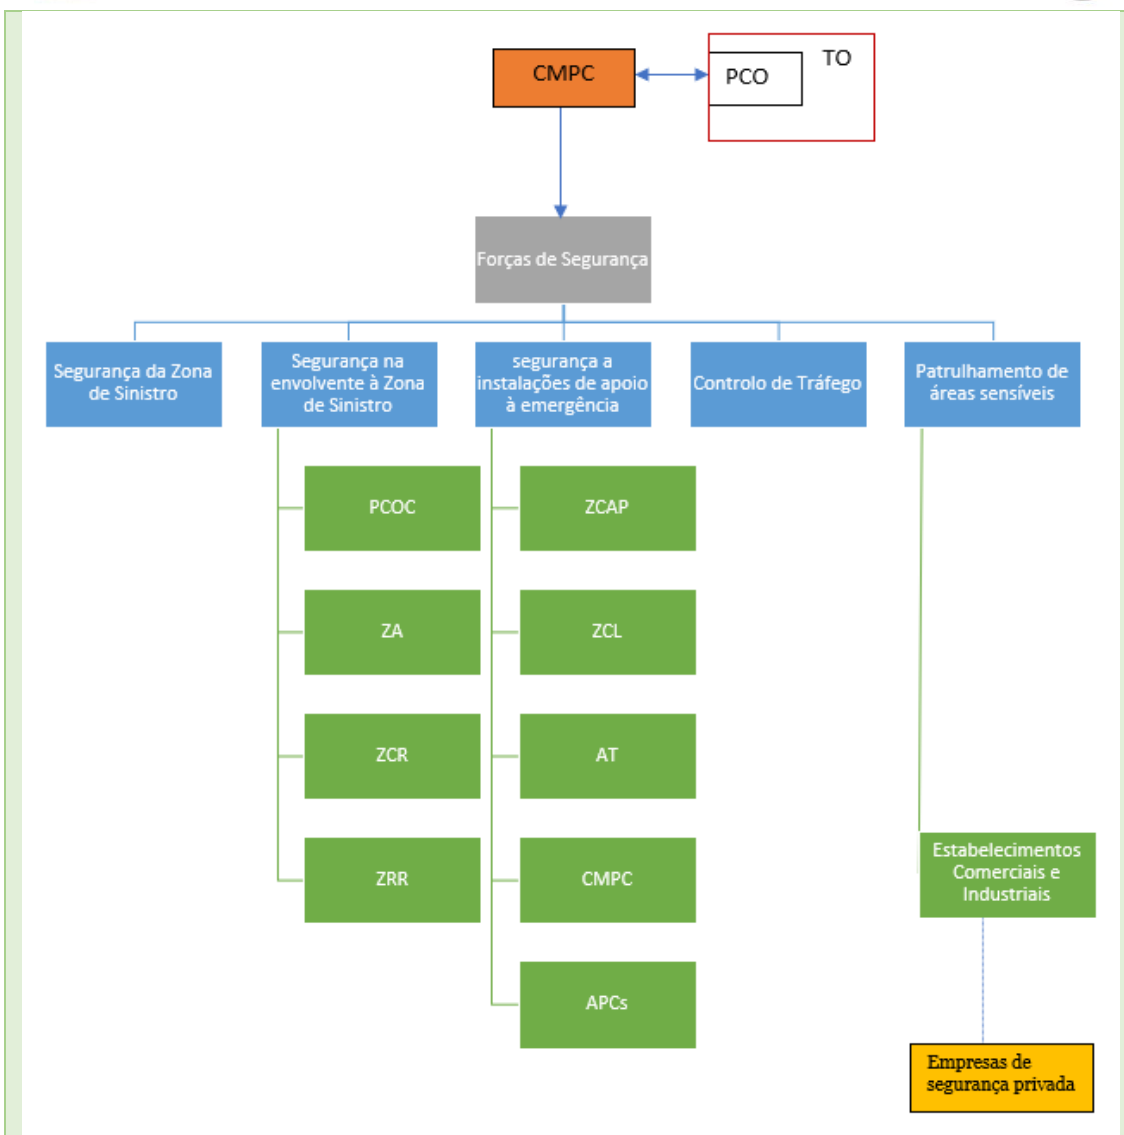 CMPC
PCO
TO
Forças de Segurança
Segurança da Zona
de Sinistro
Segurança na
envolvente à Zona
de Sinistro
segurança a
instalações de apoio
à emergência
Controlo de Tráfego
Patrulhamento de
áreas sensíveis
PCOC
ZA
ZCR
ZRR
ZCAP
ZCL
AT
CMPC
APCs
Estabelecimentos
Comerciais e
Industriais
Empresas de
segurança privada